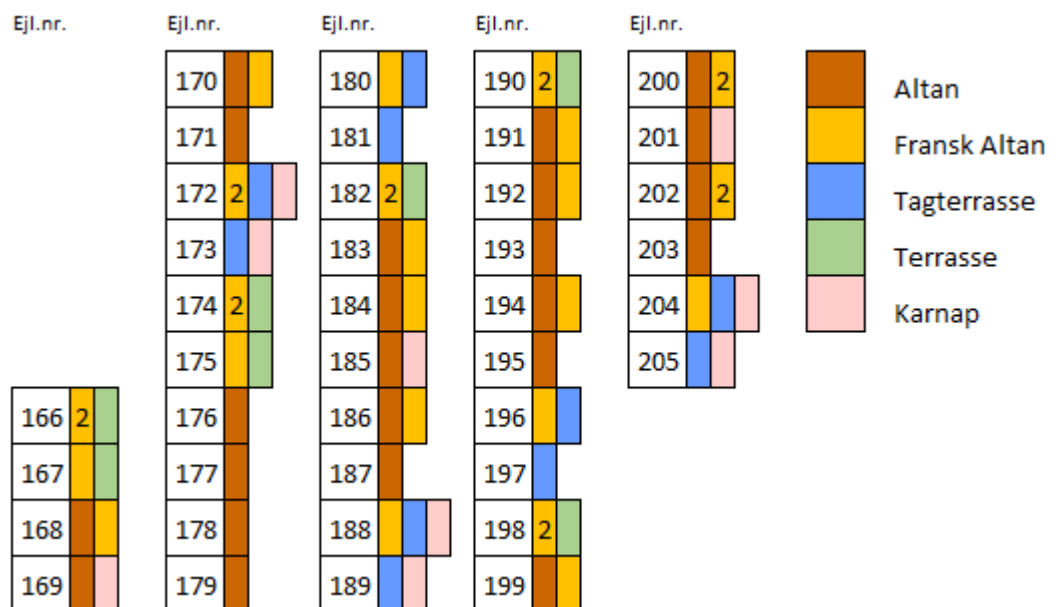 Ejl.nr. Ejl.nr. Ejl.nr. Ejl.nr. Ejl.nr.
170 180 190 2 200 2 Altan
171 181 191 201 Fransk Altan
172 2 182 2 192 202 2 Tagterrasse
173 183 193 203 Terrasse
174 2 184 194 204 Karnap
175 185 195 205
166 2 176 186 196
167 177 187 197
168 178 188 198 2
169 179 189 199